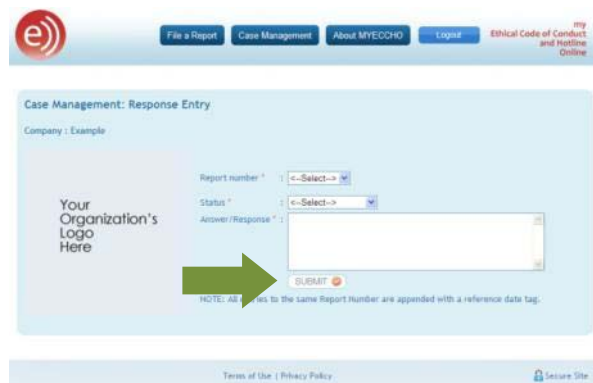 e))
File a Report Case Management About MYECCHO Logout
my
Ethical Code of Conduct
and Hotline
Online
Case Management: Response Entry
Company : Example
Your
Organization's
Logo
Here
Report number * : <--Select-->
Status * : <--Select-->
Answer/Response * :
SUBMIT
NOTE: All entries to the same Report Number are appended with a reference date tag.
Terms of Use | Privacy Policy
Secure Site